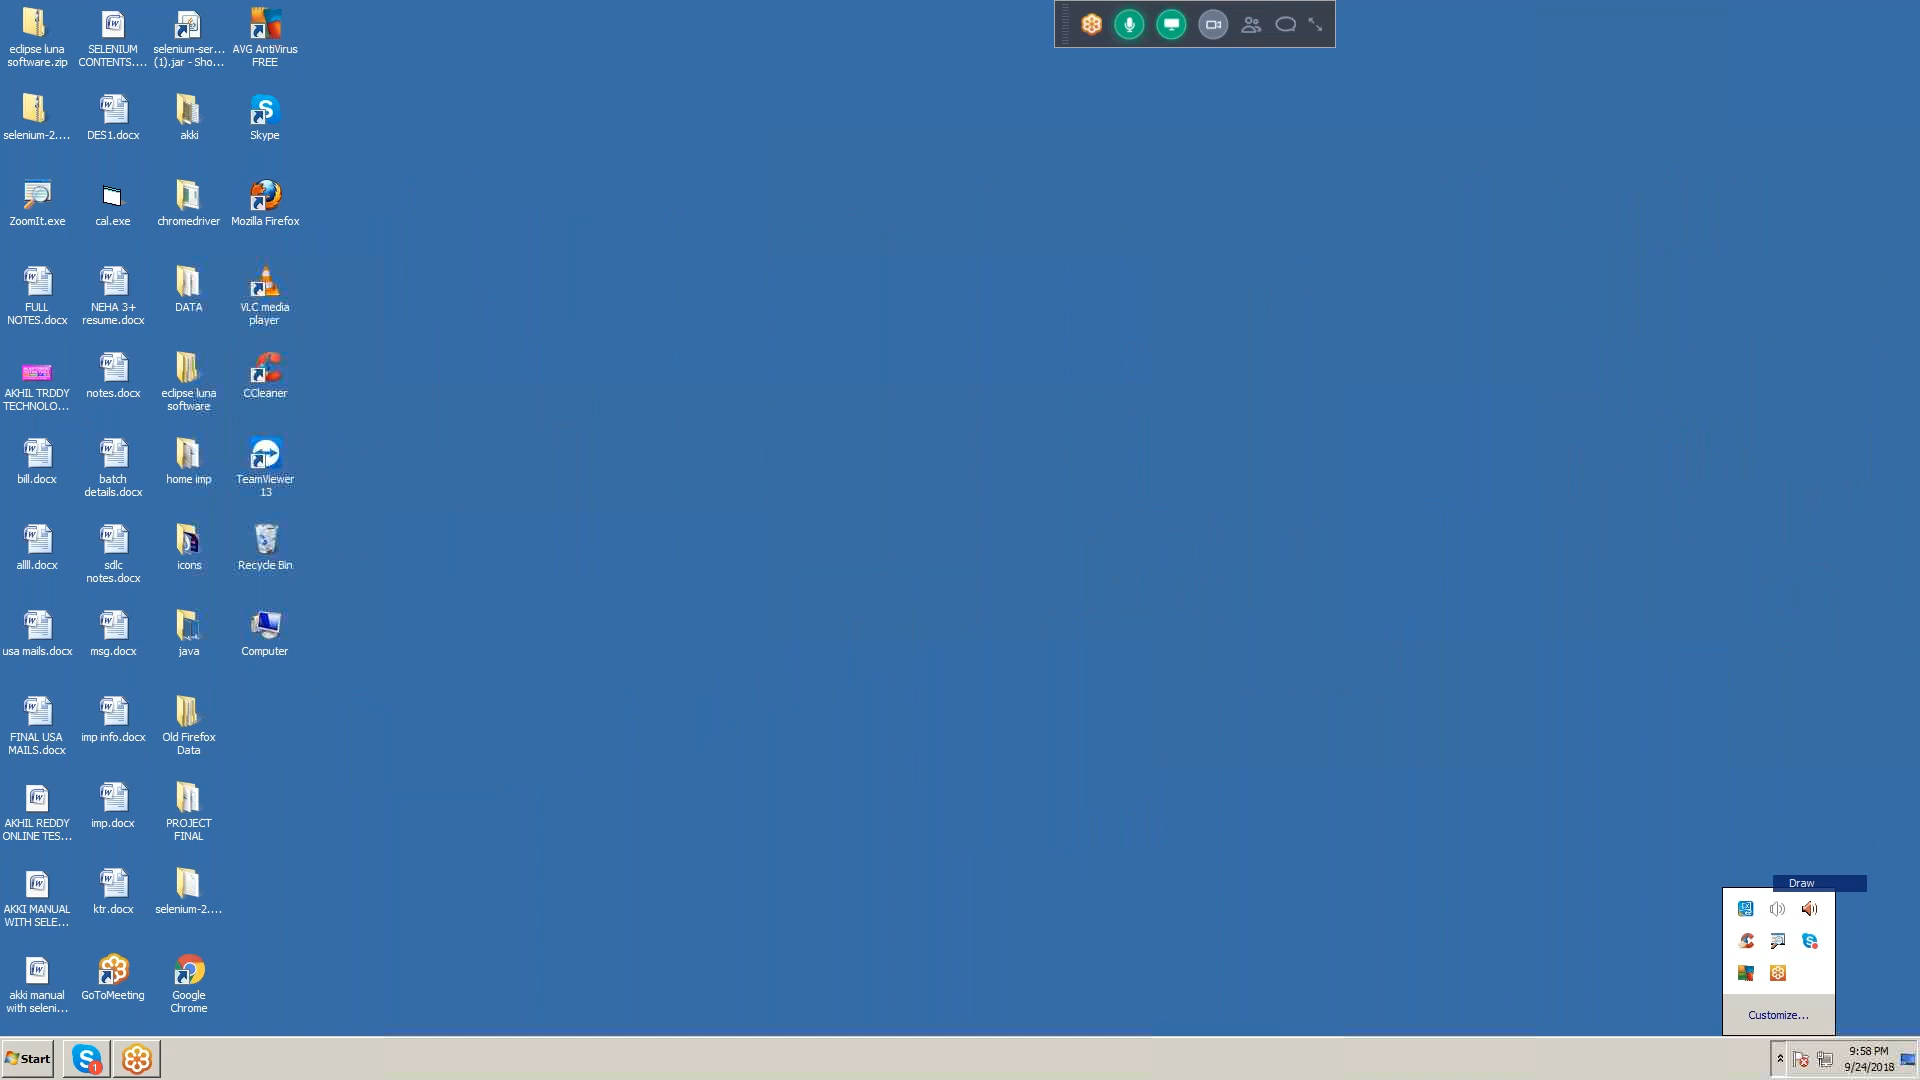 eclipse luna
software.zip
SELENIUM
CONTENTS....
selenium-ser...
(1).jar - Sho...
AVG AntiVirus
FREE
selenium-2....
DES1.docx
akki
Skype
ZoomIt.exe
cal.exe
chromedriver
Mozilla Firefox
FULL
NOTES.docx
NEHA 3+
resume.docx
DATA
VLC media
player
AKHIL TRDDY
TECHNOLO...
notes.docx
eclipse luna
software
CCleaner
bill.docx
batch
details.docx
home imp
TeamViewer
13
allll.docx
sdlc
notes.docx
icons
Recycle Bin
usa mails.docx
msg.docx
java
Computer
FINAL USA
MAILS.docx
imp info.docx
Old Firefox
Data
AKHIL REDDY
ONLINE TES...
imp.docx
PROJECT
FINAL
AKKI MANUAL
WITH SELE...
ktr.docx
selenium-2....
Draw
akki manual
with seleni...
GoToMeeting
Google
Chrome
Customize...
Start
1
9:58 PM
9/24/2018